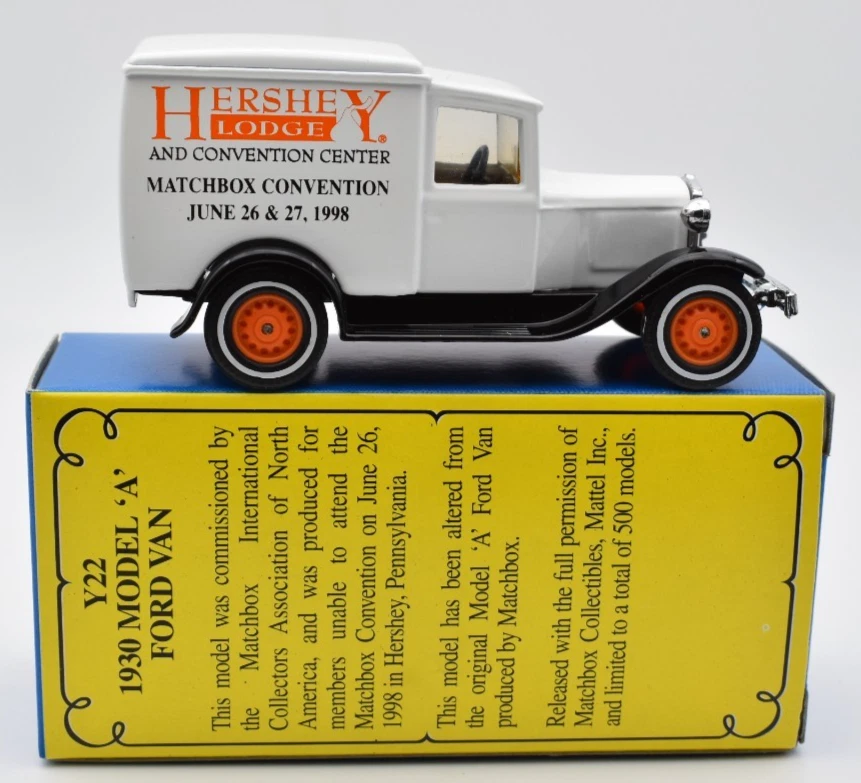 HERSHEY®
LODGE
AND CONVENTION CENTER
MATCHBOX CONVENTION
JUNE 26 & 27, 1998
Y22
1930 MODEL ‘A’
FORD VAN
This model was commissioned by
the Matchbox International
Collectors Association of North
America, and was produced for
members unable to attend the
Matchbox Convention on June 26,
1998 in Hershey, Pennsylvania.
This model has been altered from
the original Model ‘A’ Ford Van
produced by Matchbox.
Released with the full permission of
Matchbox Collectibles, Mattel Inc.,
and limited to a total of 500 models.